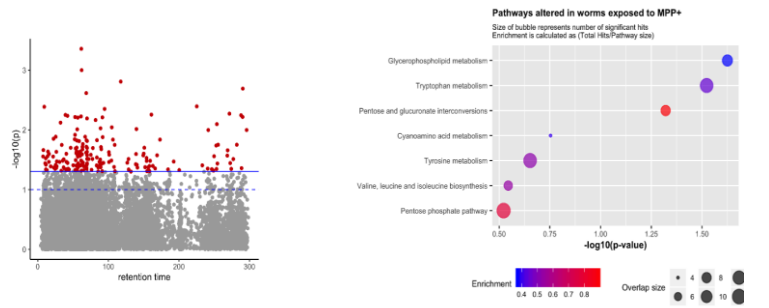 3
2
1
0
-log10(p)
0
100
200
300
retention time
Pathways altered in worms exposed to MPP+
Size of bubble represents number of significant hits
Enrichment is calculated as (Total Hits/Pathway size)
Glycerophospholipid metabolism
Tryptophan metabolism
Pentose and glucuronate interconversions
Cyanoamino acid metabolism
Tyrosine metabolism
Valine, leucine and isoleucine biosynthesis
Pentose phosphate pathway
0.50 0.75 1.00 1.25 1.50
-log10(p-value)
Enrichment
0.4 0.5 0.6 0.7 0.8
Overlap size
4 8
6 10